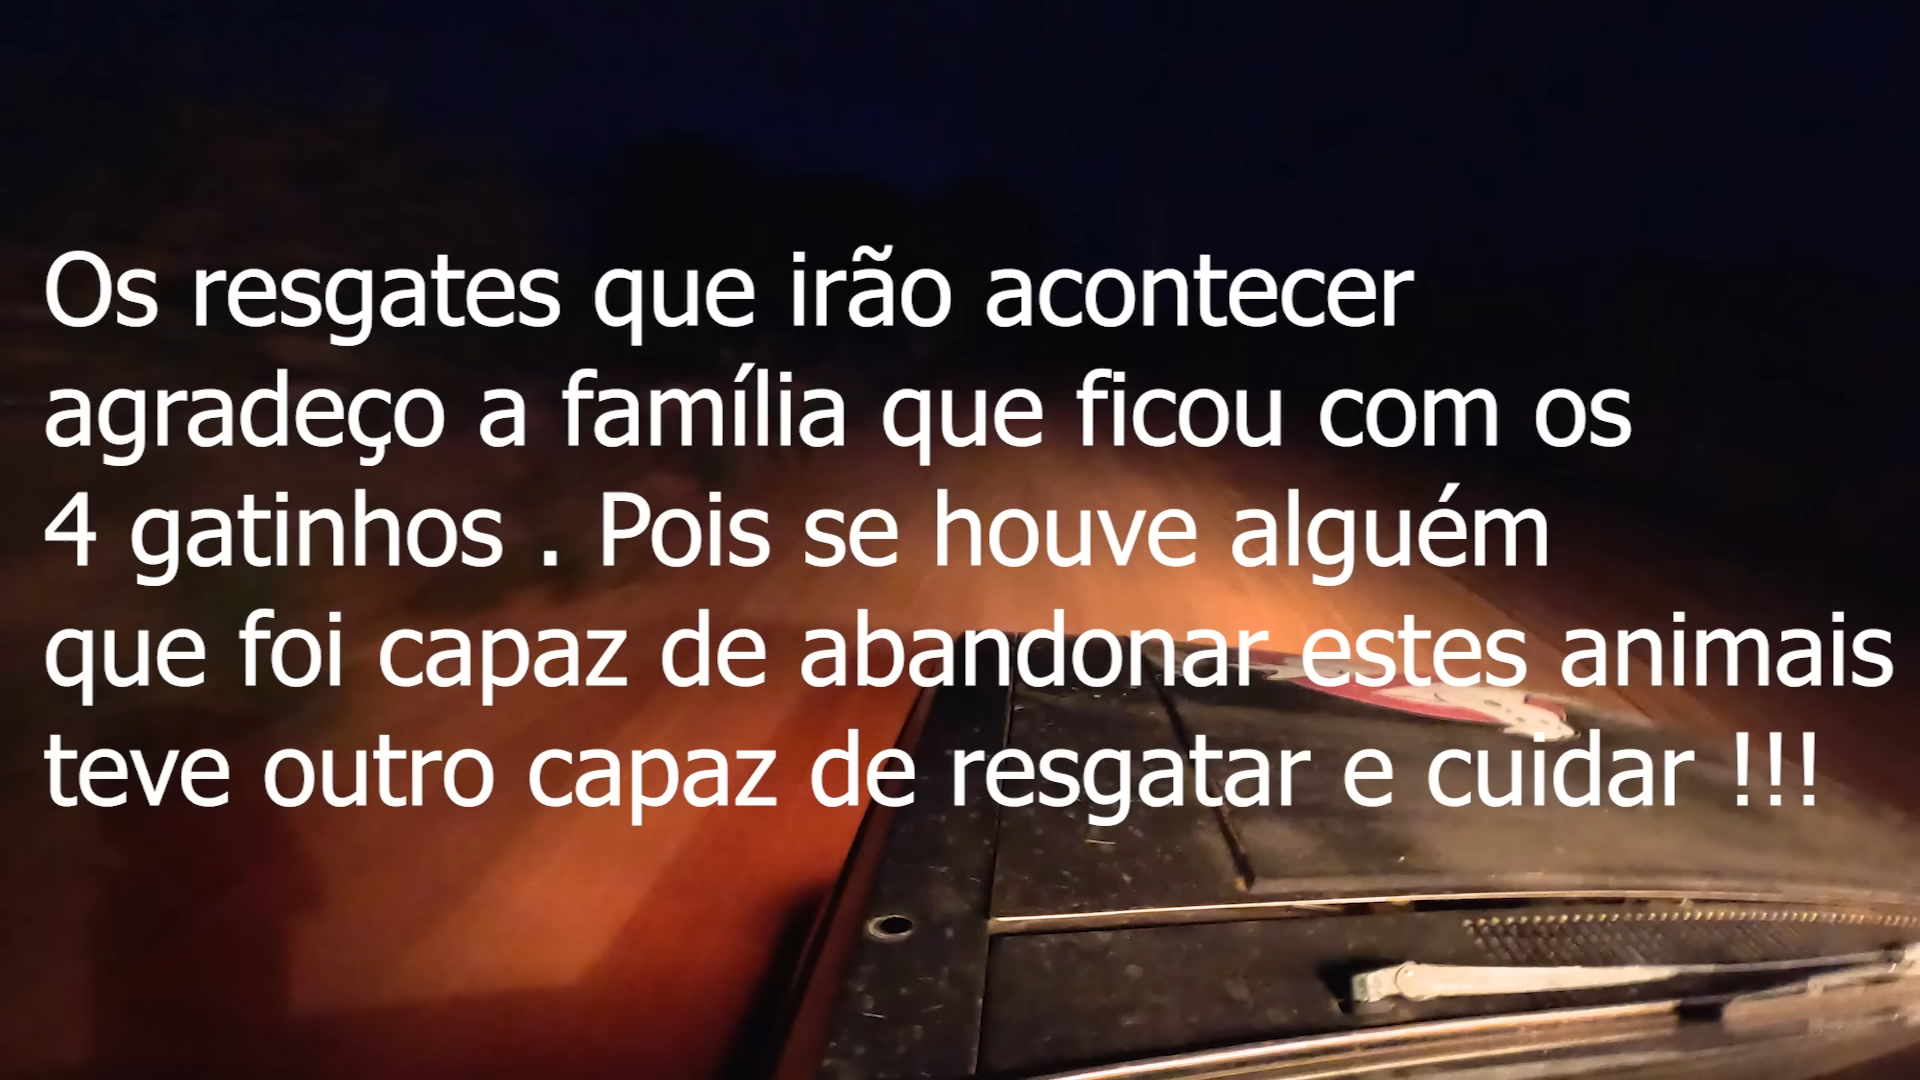 Os resgates que irão acontecer
agradeço a família que ficou com os
4 gatinhos . Pois se houve alguém
que foi capaz de abandonar estes animais
teve outro capaz de resgatar e cuidar !!!